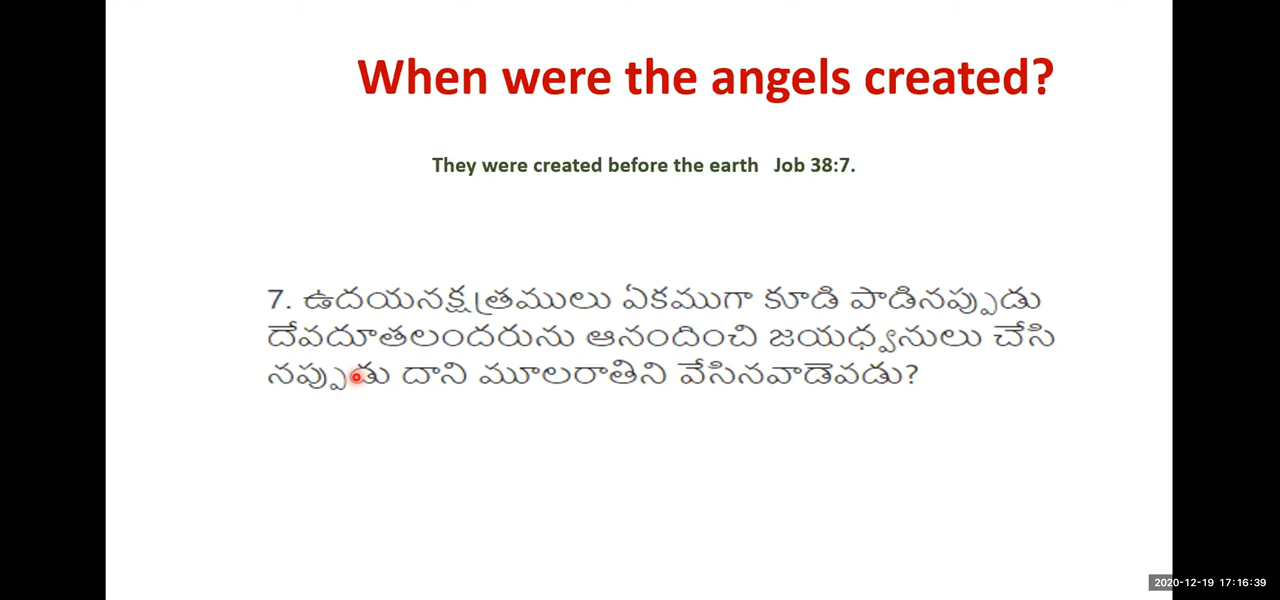 When were the angels created?
They were created before the earth Job 38:7.
7. ఉదయనక్షత్రములు ఏకముగా కూడి పాడినప్పుడు
దేవదూతలందరును ఆనందించి జయధ్వనులు చేసి
నప్పుడు దాని మూలరాతిని వేసినవాడెవడు?
2020-12-19 17:16:39